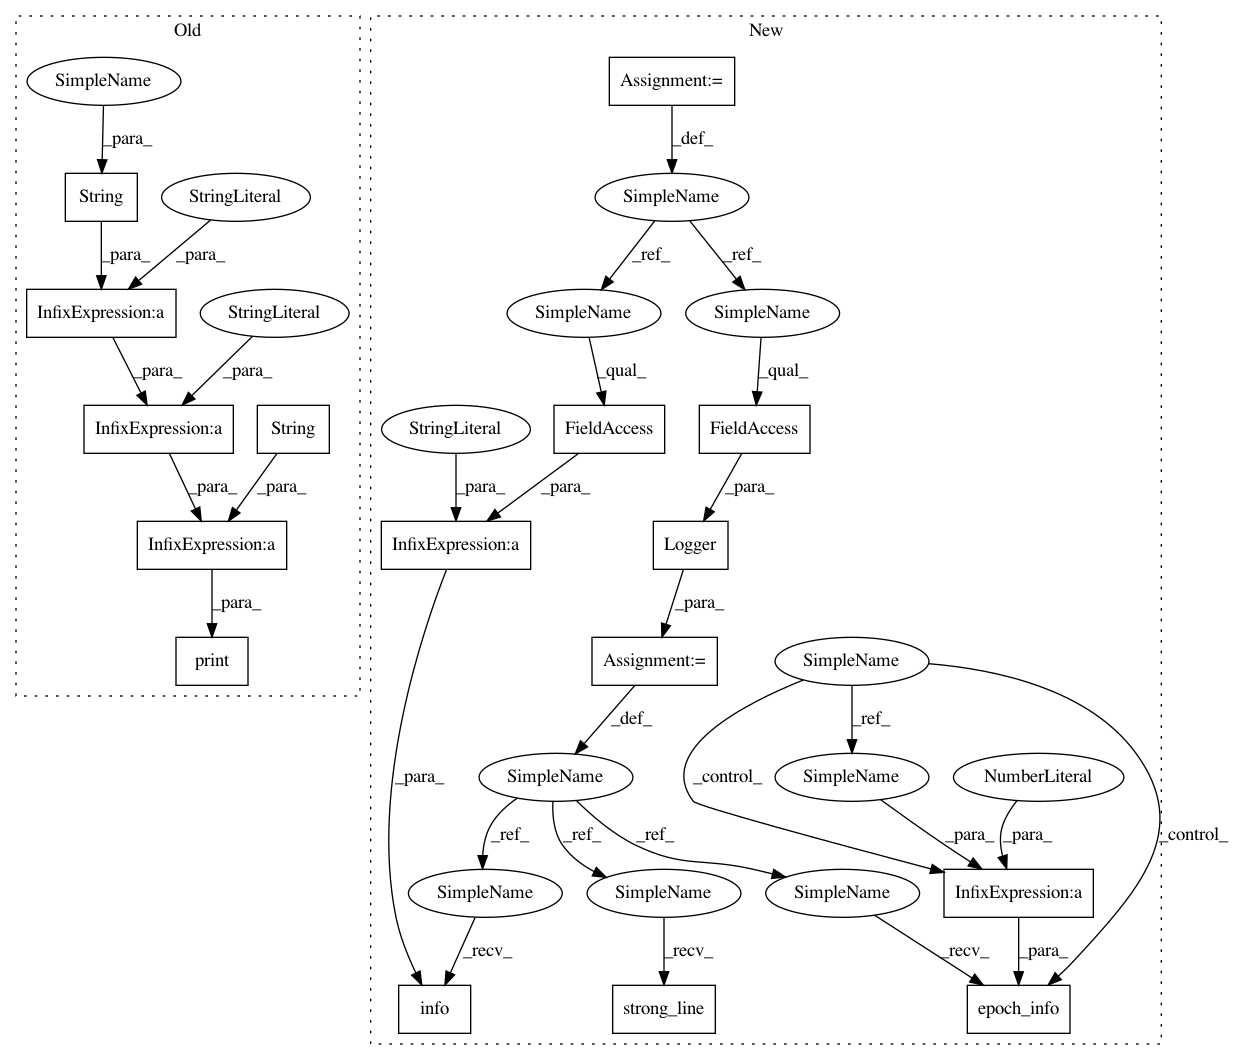 Old
New
SimpleName
Assignment:=
_para_
_def_
String
StringLiteral
SimpleName
_para_
_para_
_ref_
_ref_
InfixExpression:a
StringLiteral
SimpleName
SimpleName
_para_
_para_
_qual_
_qual_
InfixExpression:a
String
StringLiteral
FieldAccess
FieldAccess
_para_
_para_
_para_
_para_
_para_
InfixExpression:a
InfixExpression:a
Logger
_para_
_para_
print
Assignment:=
SimpleName
_def_
_ref_
_para_
SimpleName
_control_
SimpleName
NumberLiteral
_ref_
_ref_
_ref_
_para_
_para_
_control_
SimpleName
SimpleName
SimpleName
InfixExpression:a
_recv_
_recv_
_recv_
_para_
info
strong_line
epoch_info